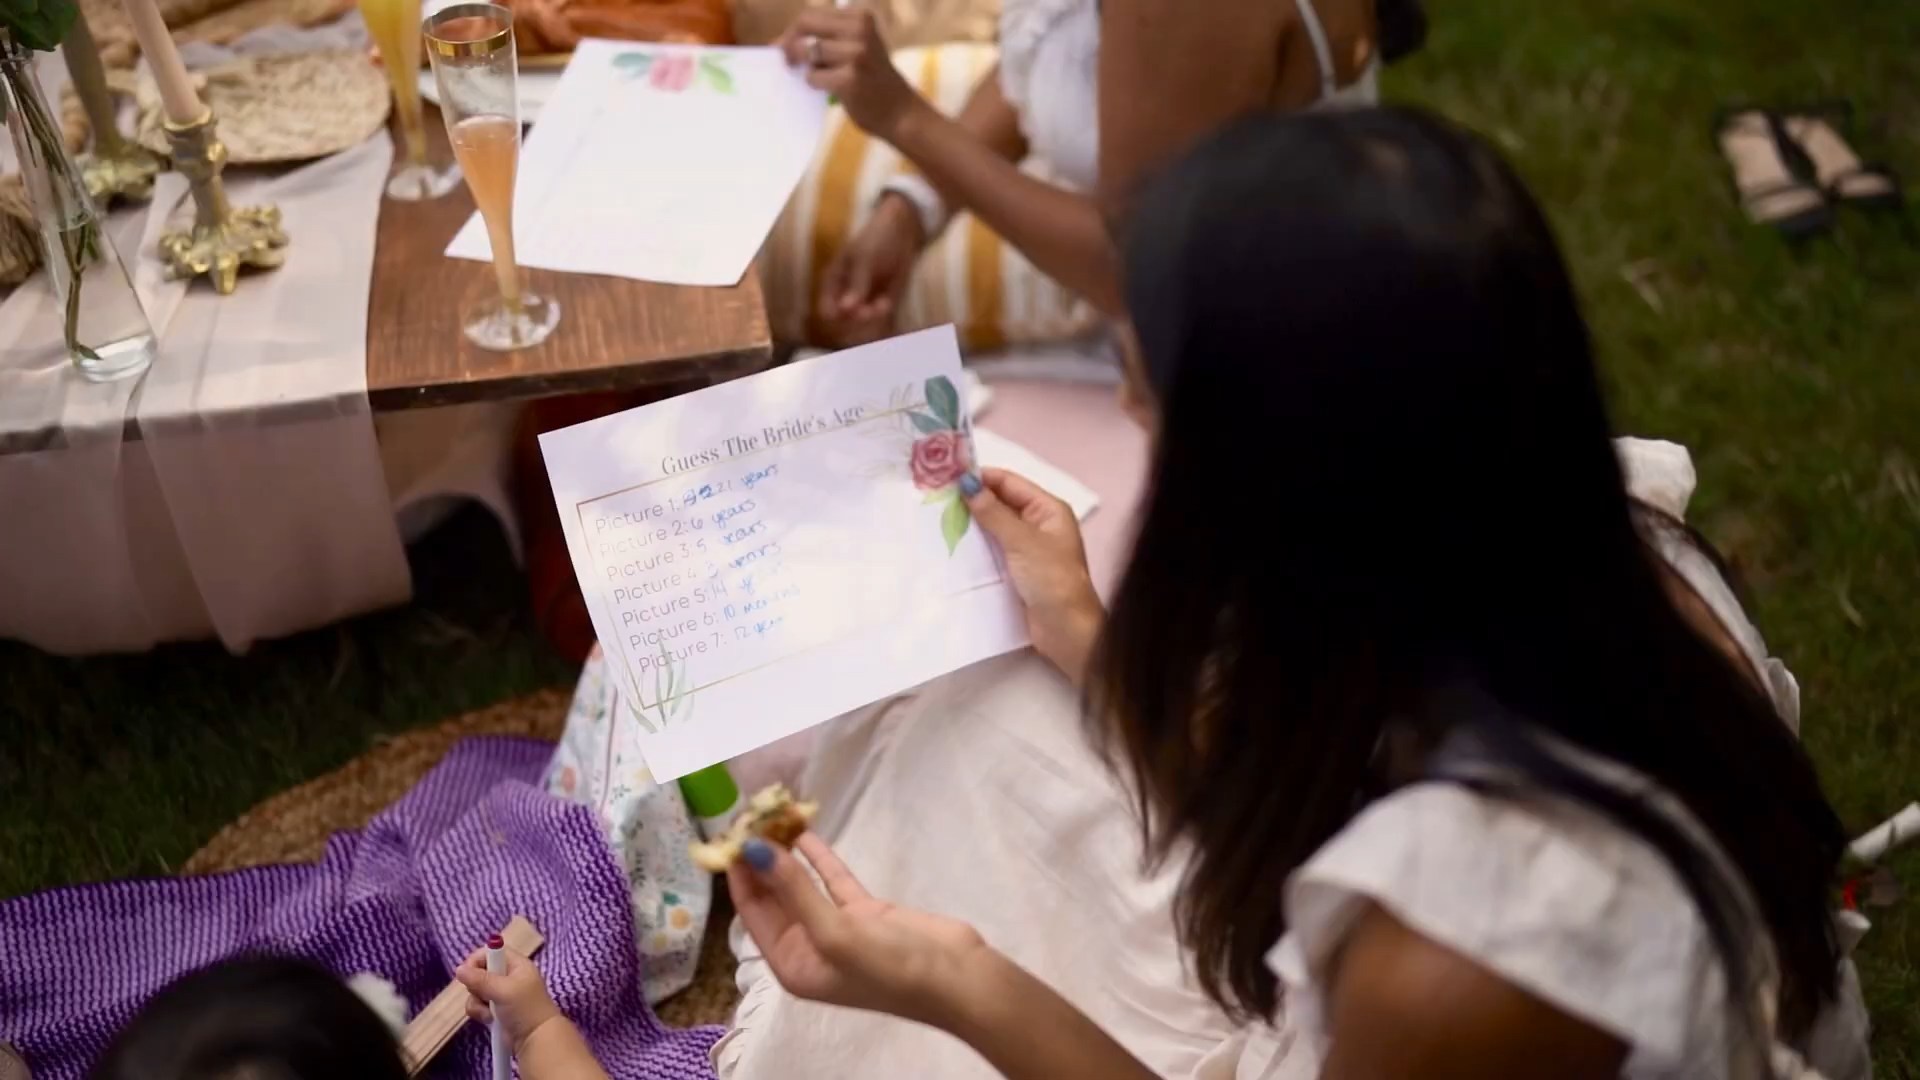 Guess The Bride's Age
Picture 1: 21 years
Picture 2: 6 years
Picture 3: 5 years
Picture 4: 3 years
Picture 5: 14
Picture 6: 10 months
Picture 7: 12 year